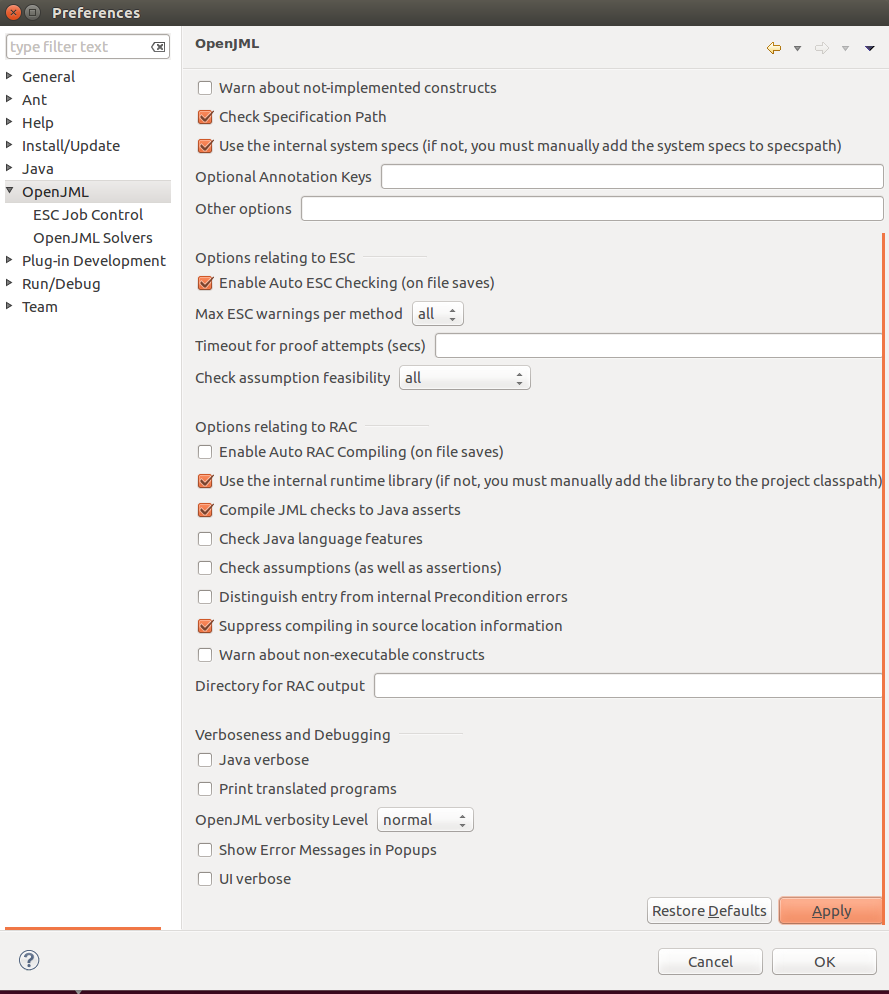 Preferences
type filter text
General
Ant
Help
Install/Update
Java
OpenJML
ESC Job Control
OpenJML Solvers
Plug-in Development
Run/Debug
Team
OpenJML
Warn about not-implemented constructs
Check Specification Path
Use the internal system specs (if not, you must manually add the system specs to specspath)
Optional Annotation Keys
Other options
Options relating to ESC
Enable Auto ESC Checking (on file saves)
Max ESC warnings per method all
Timeout for proof attempts (secs)
Check assumption feasibility all
Options relating to RAC
Enable Auto RAC Compiling (on file saves)
Use the internal runtime library (if not, you must manually add the library to the project classpath)
Compile JML checks to Java asserts
Check Java language features
Check assumptions (as well as assertions)
Distinguish entry from internal Precondition errors
Suppress compiling in source location information
Warn about non-executable constructs
Directory for RAC output
Verboseness and Debugging
Java verbose
Print translated programs
OpenJML verbosity Level normal
Show Error Messages in Popups
UI verbose
Restore Defaults Apply
? Cancel OK